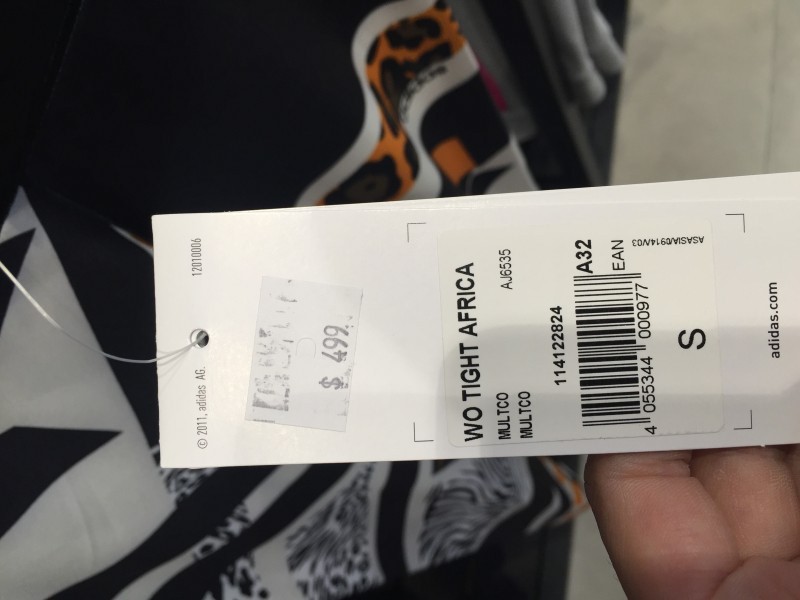 12010006
© 2011, adidas AG.
$ 499.
WO TIGHT AFRICA
AJ6535
MULTCO
MULTCO
114122824
A32
EAN
ASASIA/0914/V03
4 055344 000977
S
adidas.com